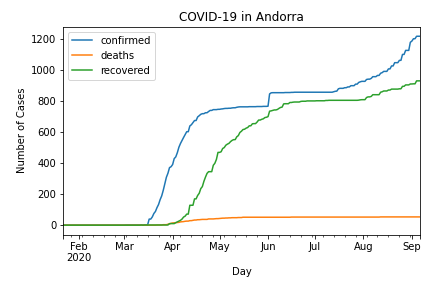 COVID-19 in Andorra
confirmed
deaths
recovered
Number of Cases
1200
1000
800
600
400
200
0
Feb Mar Apr May Jun Jul Aug Sep
2020
Day